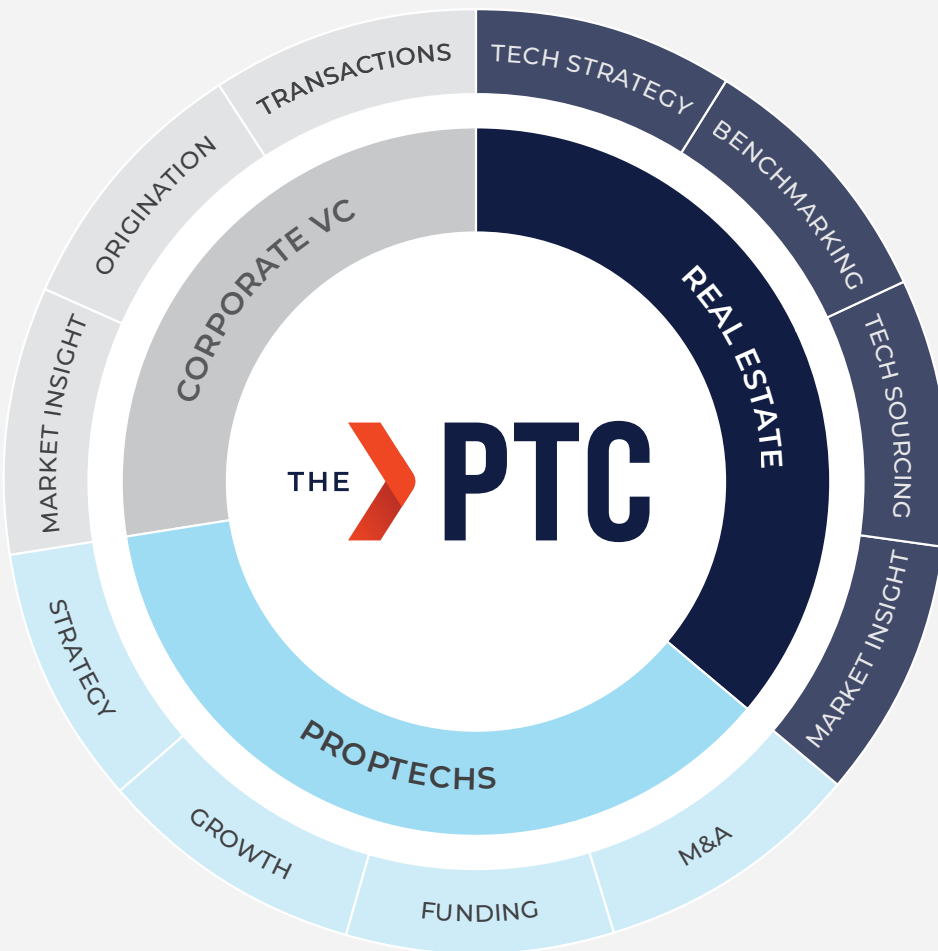 TRANSACTIONS
TECH STRATEGY
ORIGINATION
BENCHMARKING
CORPORATE VC
REAL ESTATE
MARKET INSIGHT
TECH SOURCING
THE PTC
STRATEGY
MARKET INSIGHT
PROPTECHS
GROWTH
M&A
FUNDING